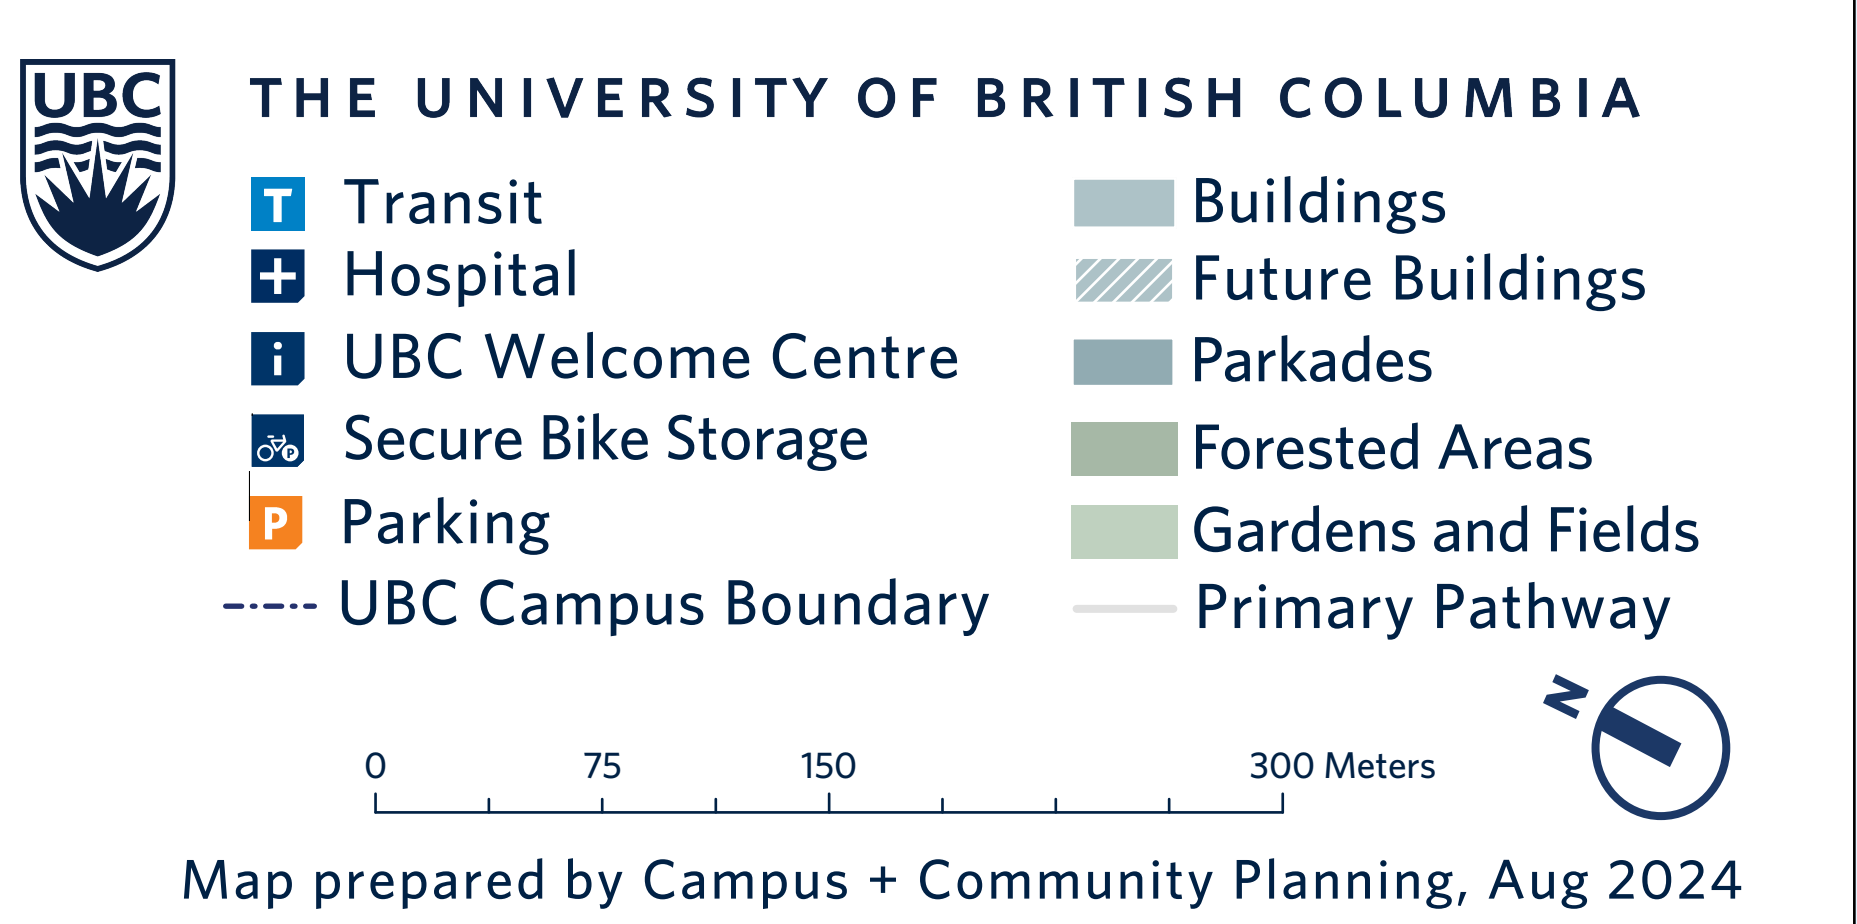 UBC
THE UNIVERSITY OF BRITISH COLUMBIA
T Transit
Hospital
i UBC Welcome Centre
P Secure Bike Storage
P Parking
UBC Campus Boundary
Buildings
Future Buildings
Parkades
Forested Areas
Gardens and Fields
Primary Pathway
N
0 75 150 300 Meters
Map prepared by Campus + Community Planning, Aug 2024